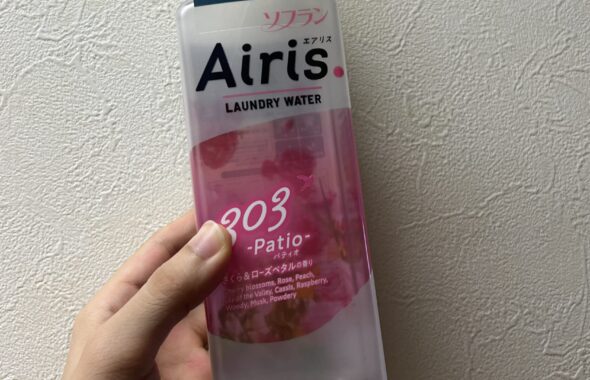 ソフラン
エアリス
Airis.
LAUNDRY WATER
303
-Patio-
パティオ
さくら&ローズペタルの香り
blossoms, Rose, Peach,
of the Valley, Cassis, Raspberry,
Woody, Musk, Powdery